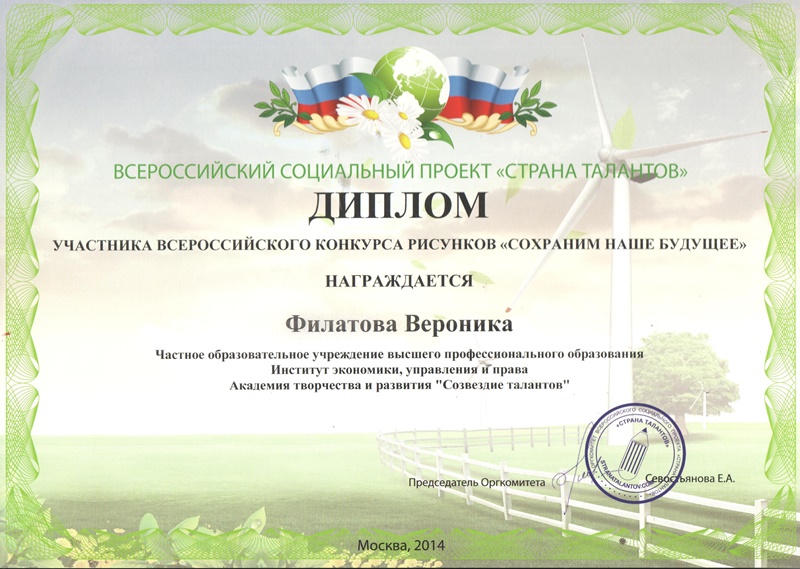 ВСЕРОССИЙСКИЙ СОЦИАЛЬНЫЙ ПРОЕКТ «СТРАНА ТАЛАНТОВ»
ДИПЛОМ
УЧАСТНИКА ВСЕРОССИЙСКОГО КОНКУРСА РИСУНКОВ «СОХРАНИМ НАШЕ БУДУЩЕЕ»
НАГРАЖДАЕТСЯ
Филатова Вероника
Частное образовательное учреждение высшего профессионального образования
Институт экономики, управления и права
Академия творчества и развития "Созвездие талантов"
«СТРАНА ТАЛАНТОВ»
STRANATALANTOV.COM
Председатель Оргкомитета
Севостьянова Е.А.
Москва, 2014